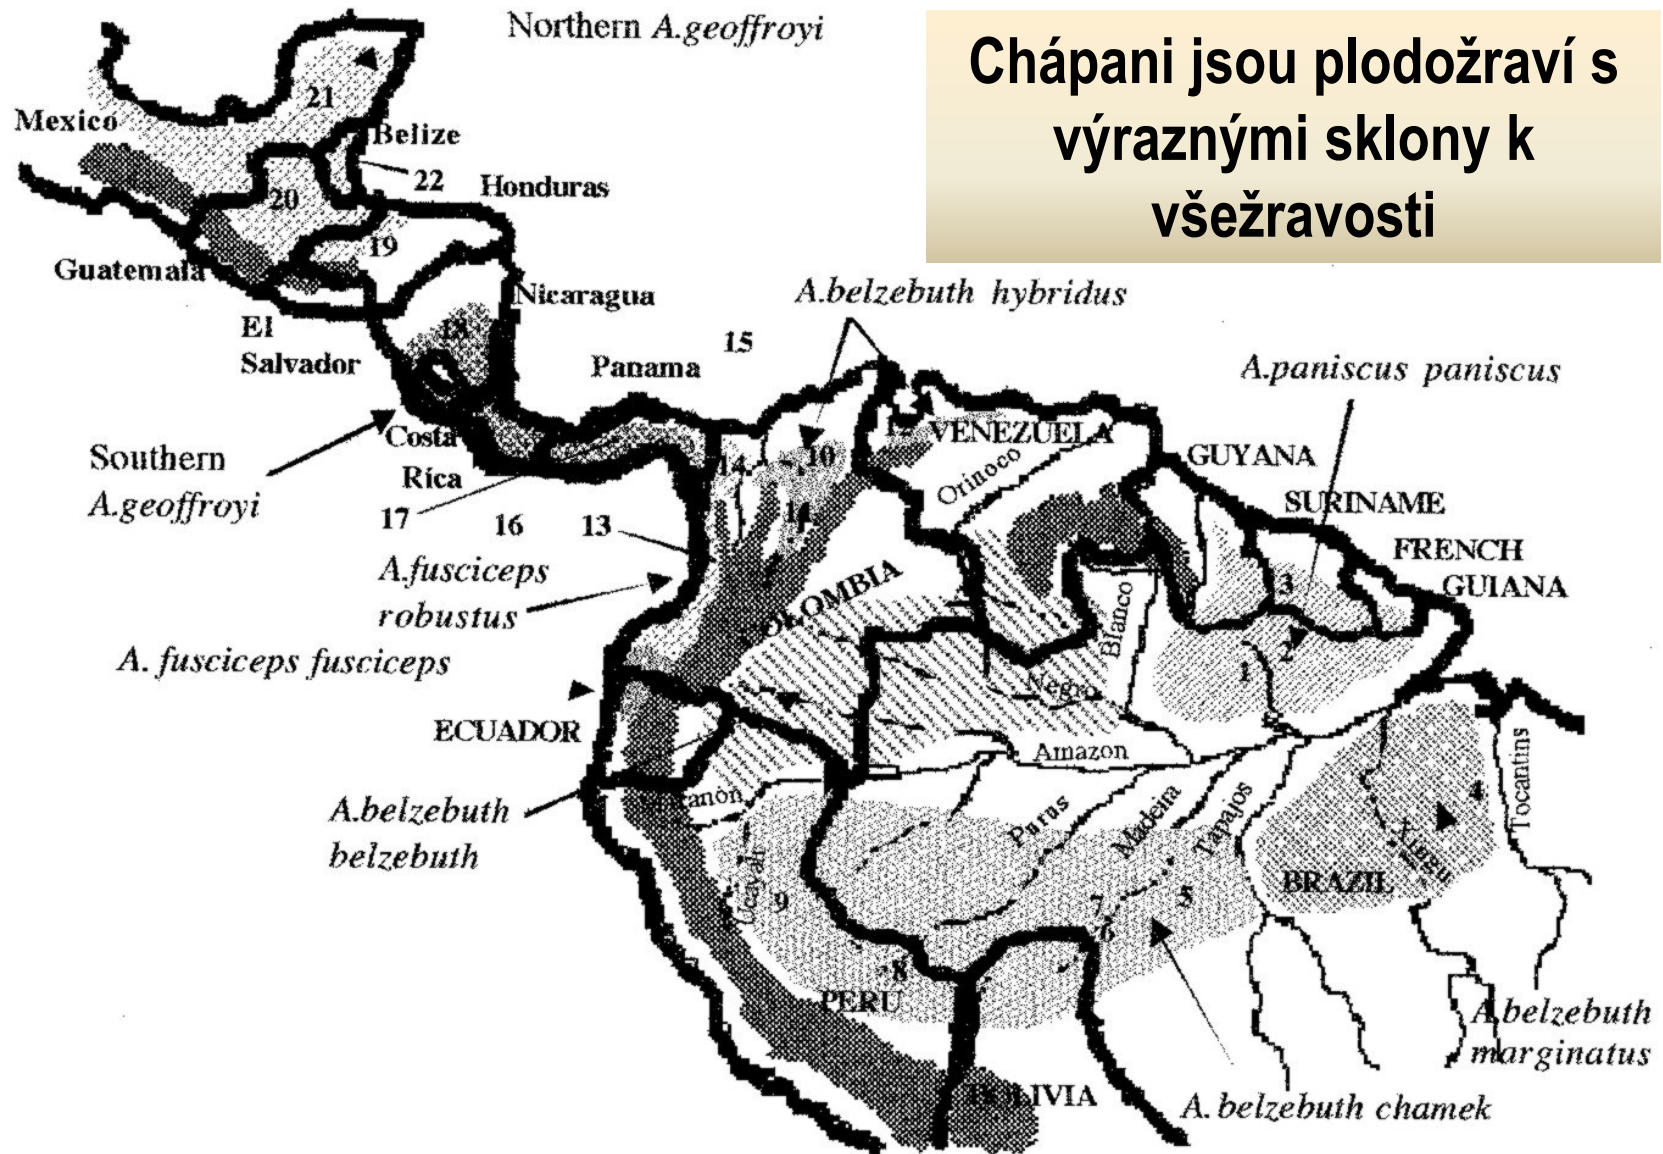 Northern A.geoffroyi
Chápani jsou plodožraví s
výraznými sklony k
všežravosti
21
Mexico
Belize
22
Honduras
20
19
Guatemala
Nicaragua
A.belzebuth hybridus
El
Salvador
18
15
Panama
A.paniscus paniscus
Costa
Rica
12
VENEZUELA
Southern
A.geoffroyi
14
10
Orinoco
GUYANA
SURINAME
17
16
13
11
FRENCH
GUIANA
A.fusciceps
robustus
3
Blanco
A. fusciceps fusciceps
2
1
Negro
ECUADOR
Amazon
A.belzebuth
belzebuth
Purus
Madeira
Tapajos
Xingu
4
Tocantins
BRAZIL
Ucayali
9
7
5
6
8
PERU
A.belzebuth
marginatus
BOLIVIA
A. belzebuth chamek